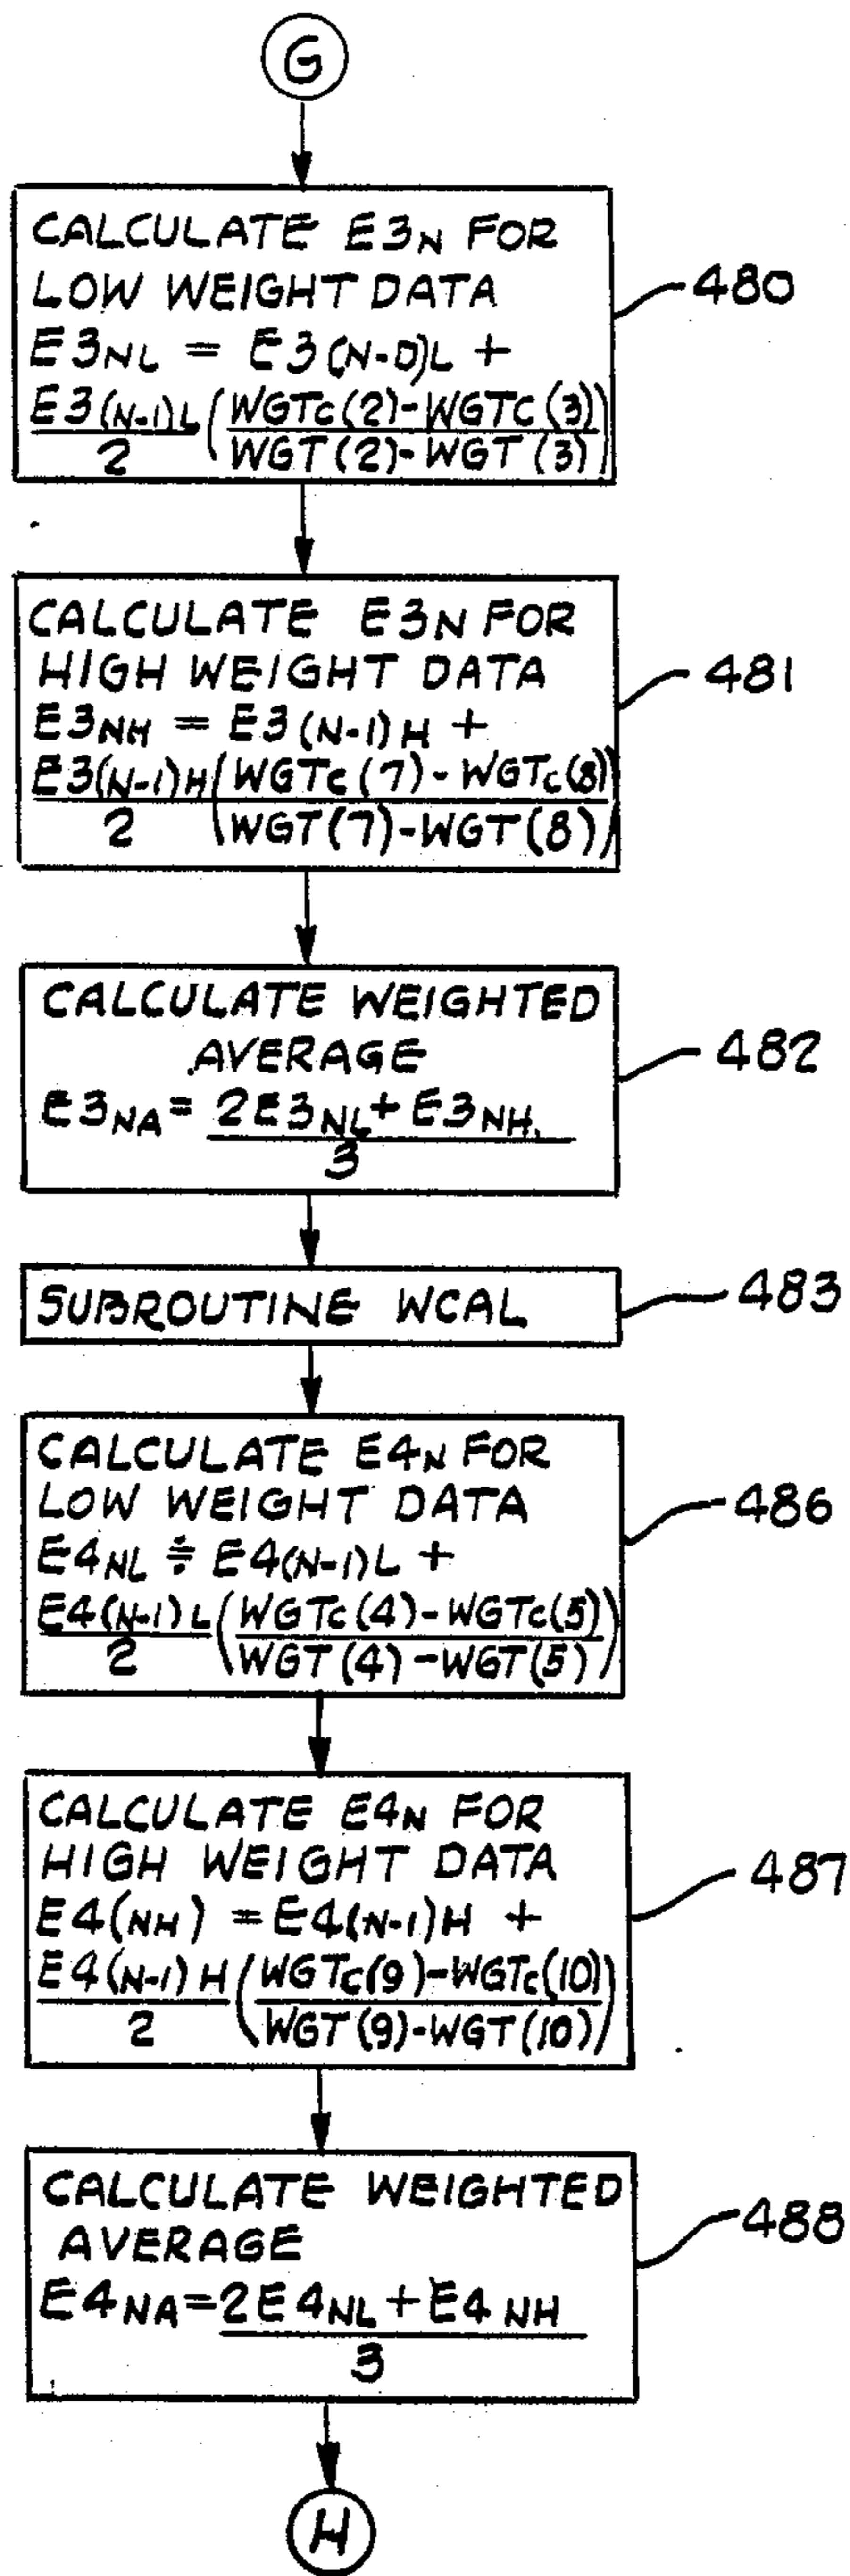 G
CALCULATE E3N FOR
LOW WEIGHT DATA
E3NL = E3(N-1)L +
E3(N-1)L/2 (WGTC(2)-WGTC(3)/WGT(2)-WGT(3))
480
CALCULATE E3N FOR
HIGH WEIGHT DATA
E3NH = E3(N-1)H +
E3(N-1)H/2 (WGTC(7)-WGTC(8)/WGT(7)-WGT(8))
481
CALCULATE WEIGHTED
AVERAGE
E3NA = 2E3NL + E3NH/3
482
SUBROUTINE WCAL
483
CALCULATE E4N FOR
LOW WEIGHT DATA
E4NL = E4(N-1)L +
E4(N-1)L/2 (WGTC(4)-WGTC(5)/WGT(4)-WGT(5))
486
CALCULATE E4N FOR
HIGH WEIGHT DATA
E4(NH) = E4(N-1)H +
E4(N-1)H/2 (WGTC(9)-WGTC(10)/WGT(9)-WGT(10))
487
CALCULATE WEIGHTED
AVERAGE
E4NA = 2E4NL + E4NH/3
488
H